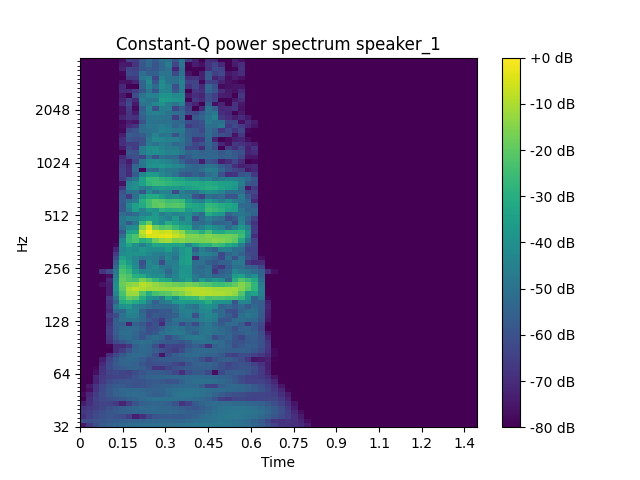 Constant-Q power spectrum speaker_1
+0 dB
2048
-10 dB
1024
-20 dB
512
-30 dB
Hz
-40 dB
256
-50 dB
128
-60 dB
64
-70 dB
32
-80 dB
0 0.15 0.3 0.45 0.6 0.75 0.9 1.1 1.2 1.4
Time